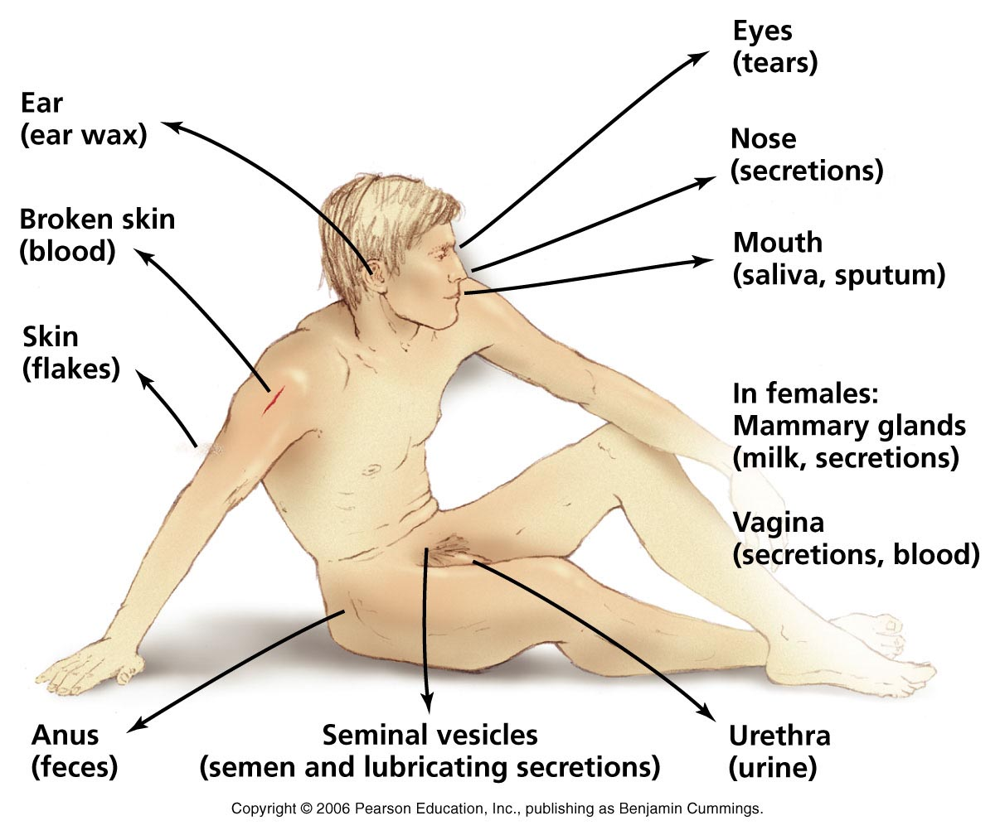 Eyes
(tears)
Ear
(ear wax)
Nose
(secretions)
Broken skin
(blood)
Mouth
(saliva, sputum)
Skin
(flakes)
In females:
Mammary glands
(milk, secretions)
Vagina
(secretions, blood)
Anus
(feces)
Seminal vesicles
(semen and lubricating secretions)
Urethra
(urine)
Copyright © 2006 Pearson Education, Inc., publishing as Benjamin Cummings.